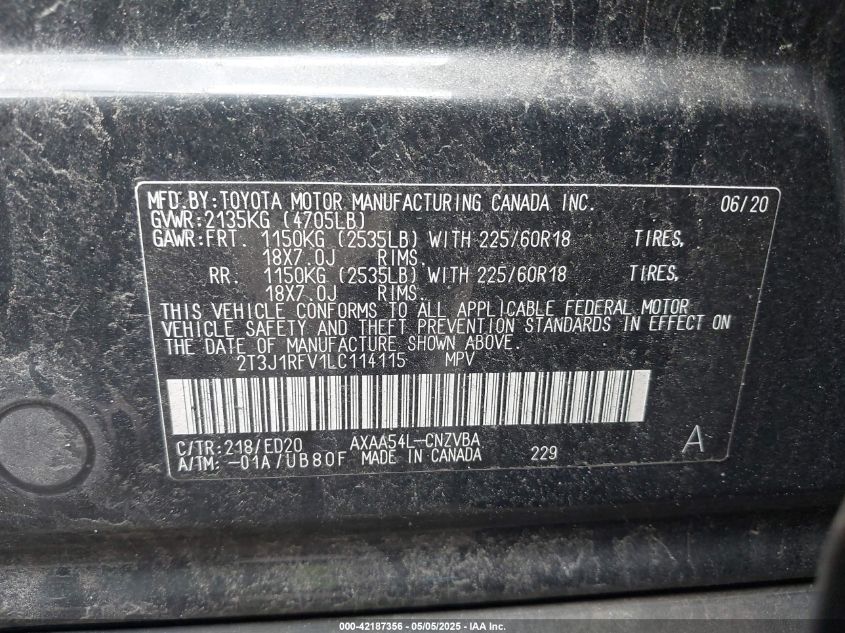 MFD.BY:TOYOTA MOTOR MANUFACTURING CANADA INC. 06/20
GVWR:2135KG (4705LB)
GAWR:FRT. 1150KG (2535LB) WITH 225/60R18 TIRES,
18X7.0J RIMS.
RR. 1150KG (2535LB) WITH 225/60R18 TIRES,
18X7.0J RIMS.
THIS VEHICLE CONFORMS TO ALL APPLICABLE FEDERAL MOTOR
VEHICLE SAFETY AND THEFT PREVENTION STANDARDS IN EFFECT ON
THE DATE OF MANUFACTURE SHOWN ABOVE.
2T3J1RFV1LC114115 MPV
C/TR:218/ED20 AXAA54L-CNZVBA A
A/TM: -01A/UB80F MADE IN CANADA 229
000-42187356 - 05/05/2025 - IAA Inc.